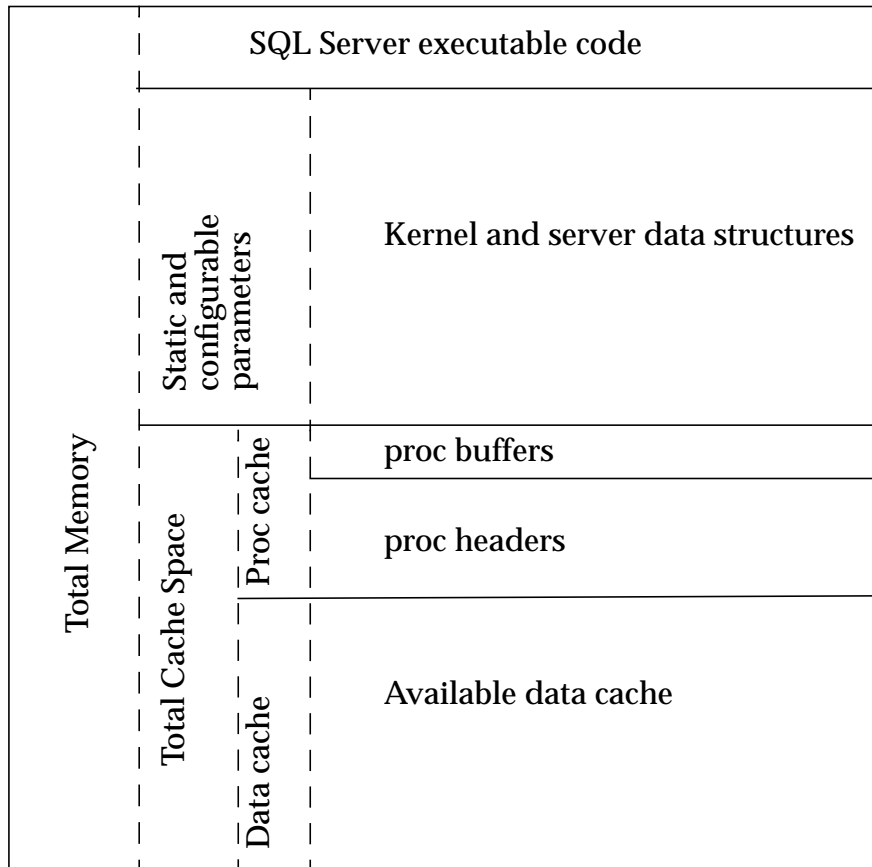 SQL Server executable code
Kernel and server data structures
Static and
configurable
parameters
Total Memory
Total Cache Space
Proc cache
proc buffers
proc headers
Data cache
Available data cache